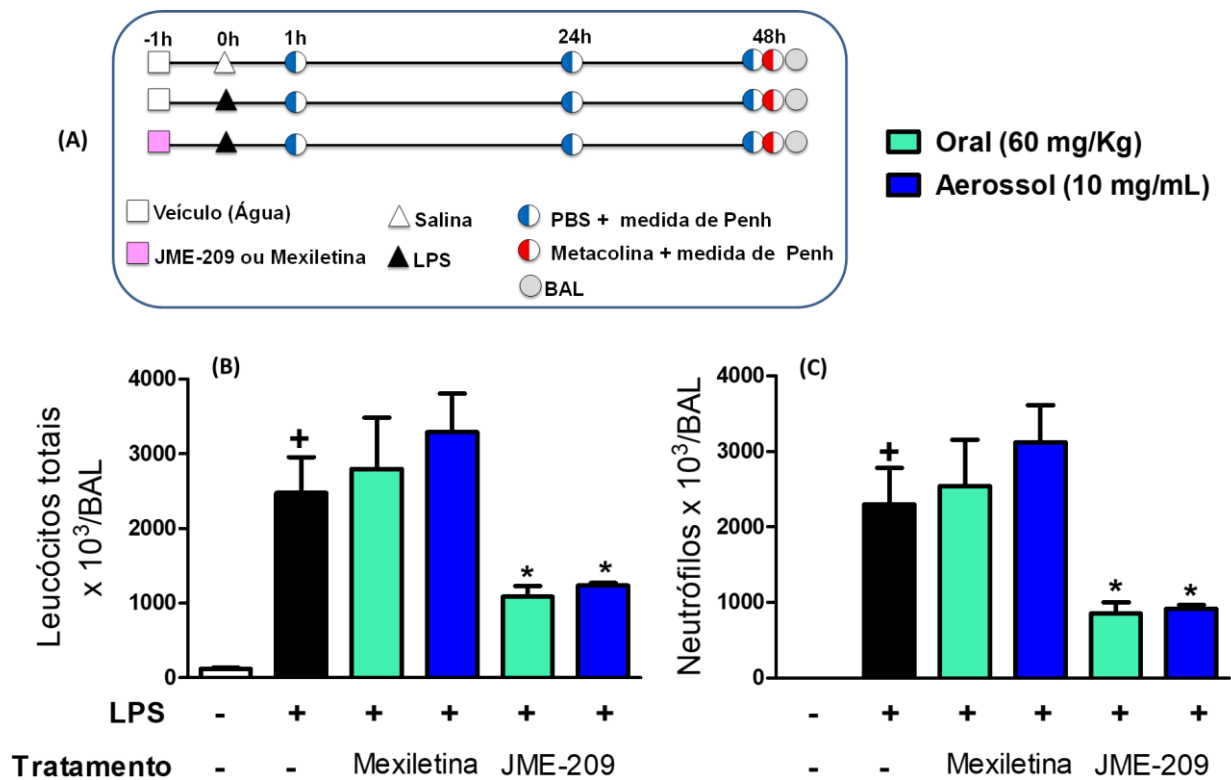 -1h 0h 1h 24h 48h
(A)
Veículo (Água) Salina PBS + medida de Penh
JME-209 ou Mexiletina LPS Metacolina + medida de Penh
BAL
Oral (60 mg/Kg)
Aerossol (10 mg/mL)
(B)
Leucócitos totais
x 10³/BAL
4000
3000
2000
1000
0
+
* *
(C)
Neutrófilos x 10³/BAL
4000
3000
2000
1000
0
+
* *
LPS - + + + + + - + + + + +
Tratamento - - Mexiletina JME-209 - - Mexiletina JME-209